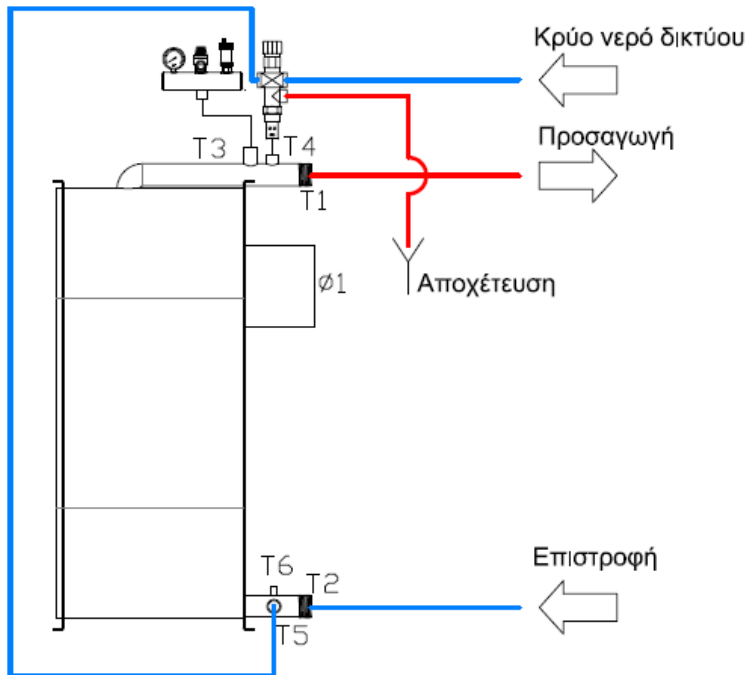 Κρύο νερό δικτύου
T3
T4
Προσαγωγή
T1
ø1
Αποχέτευση
T6
T2
Επιστροφή
T5